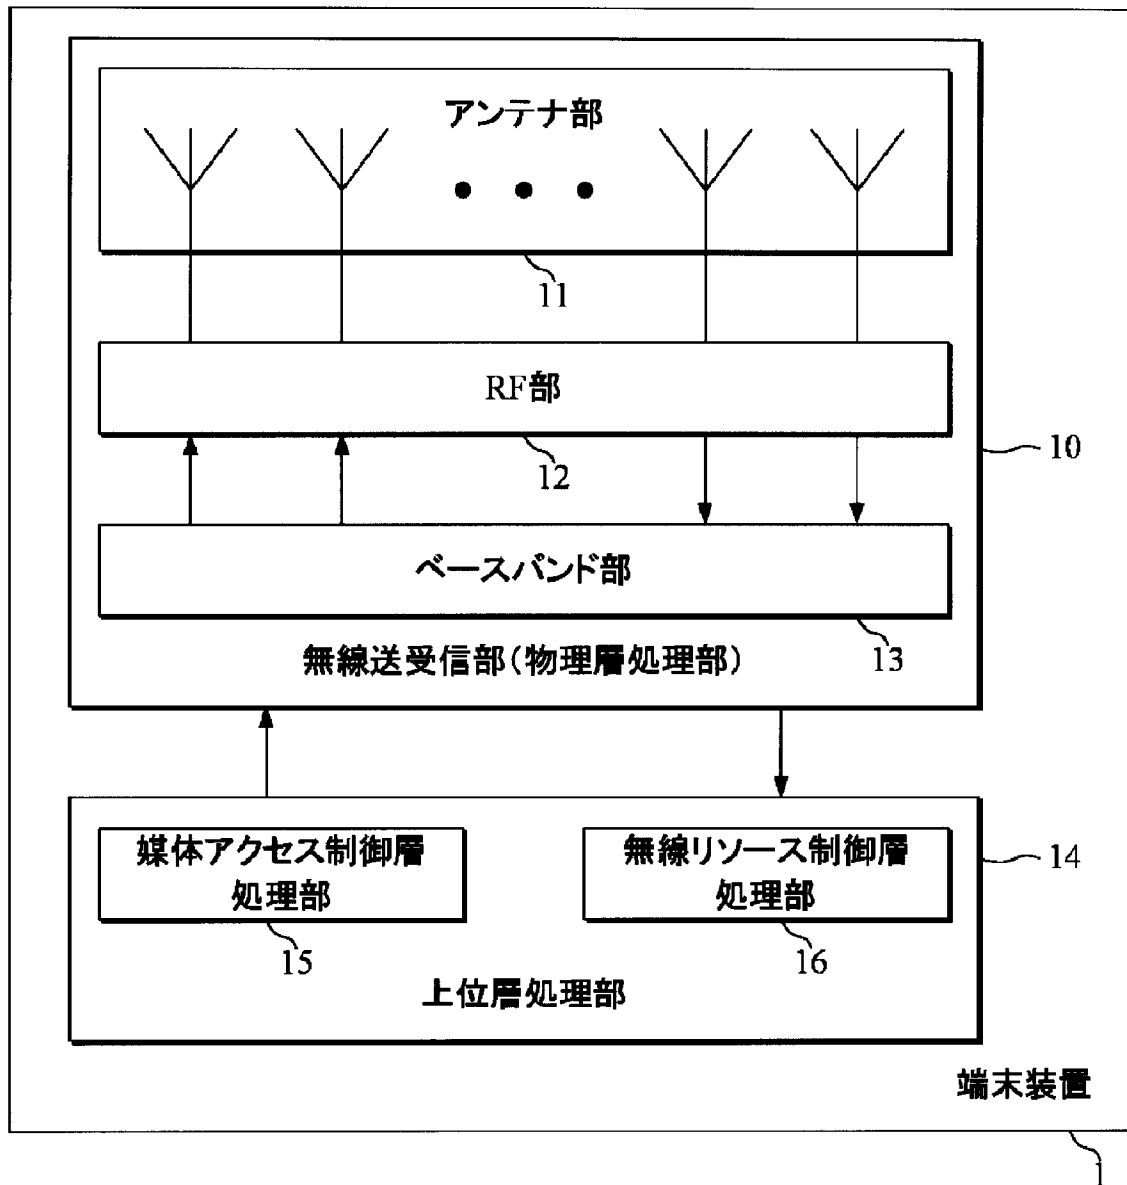 アンテナ部
11
RF部
12
10
ベースバンド部
13
無線送受信部(物理層処理部)
媒体アクセス制御層
処理部
15
無線リソース制御層
処理部
16
14
上位層処理部
端末装置
1